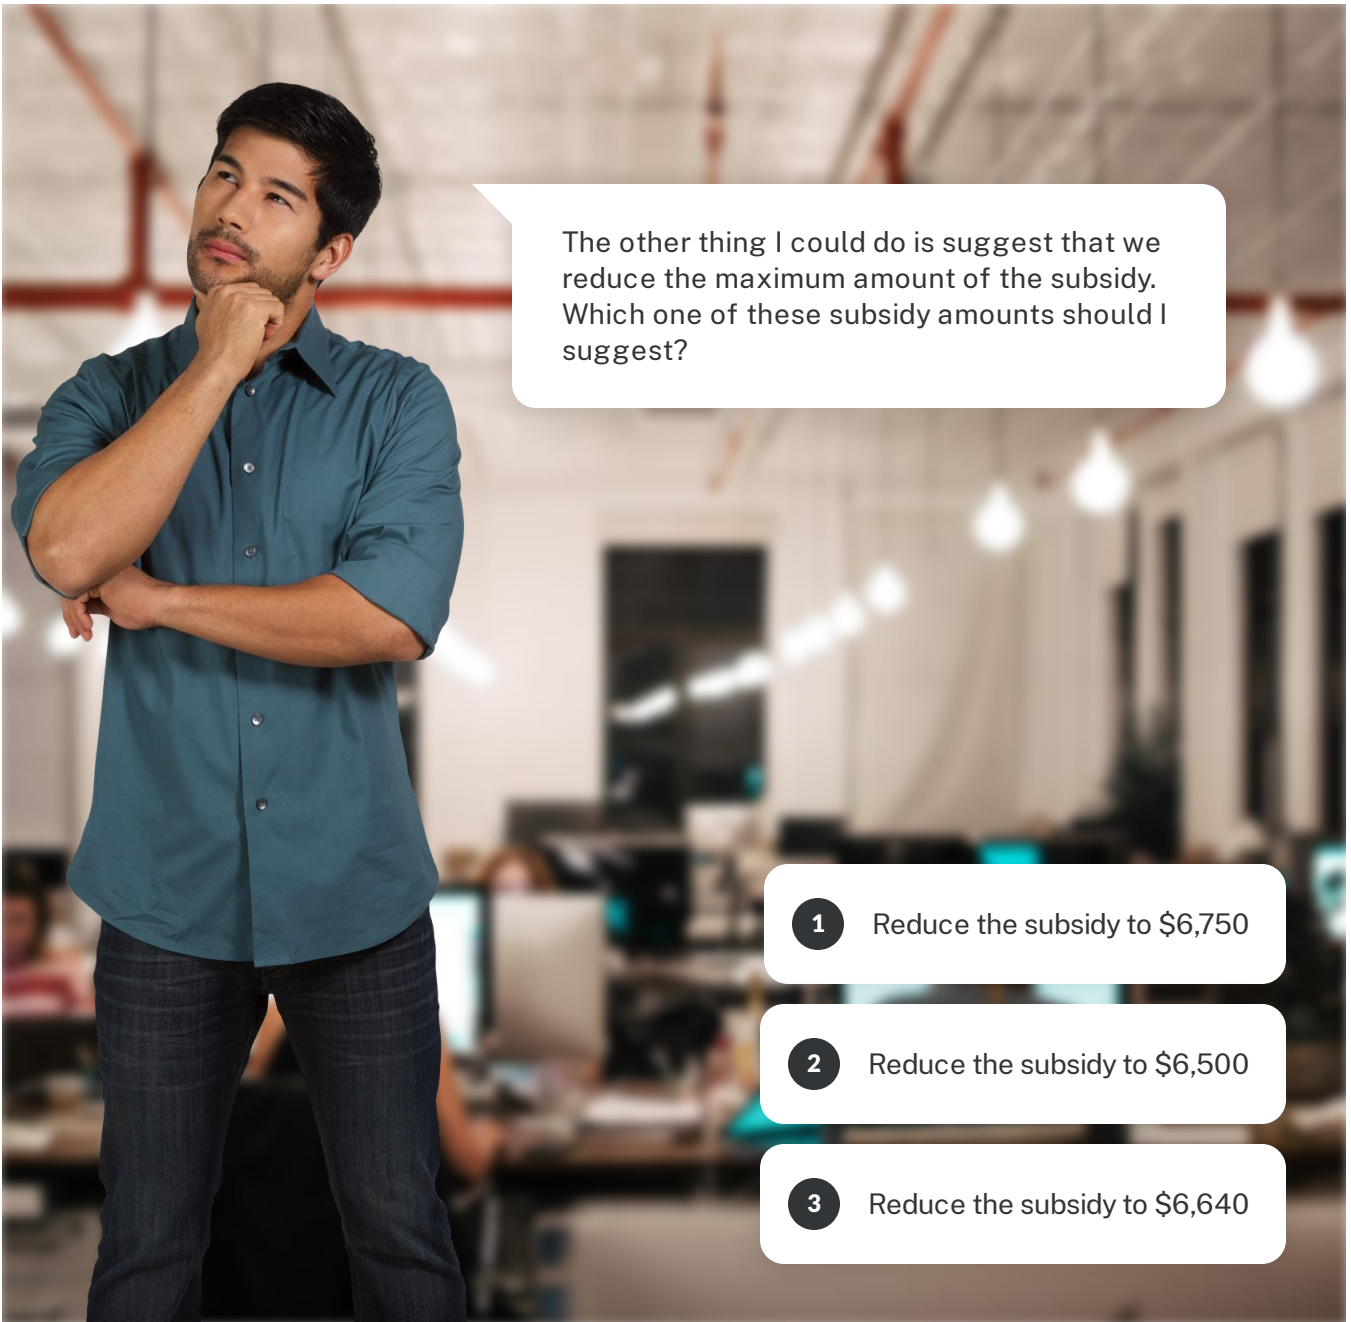 The other thing I could do is suggest that we
reduce the maximum amount of the subsidy.
Which one of these subsidy amounts should I
suggest?
1 Reduce the subsidy to $6,750
2 Reduce the subsidy to $6,500
3 Reduce the subsidy to $6,640